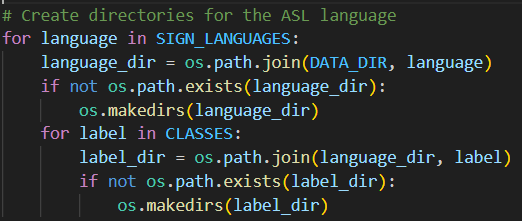 # Create directories for the ASL language
for language in SIGN_LANGUAGES:
    language_dir = os.path.join(DATA_DIR, language)
    if not os.path.exists(language_dir):
        os.makedirs(language_dir)
    for label in CLASSES:
        label_dir = os.path.join(language_dir, label)
        if not os.path.exists(label_dir):
            os.makedirs(label_dir)